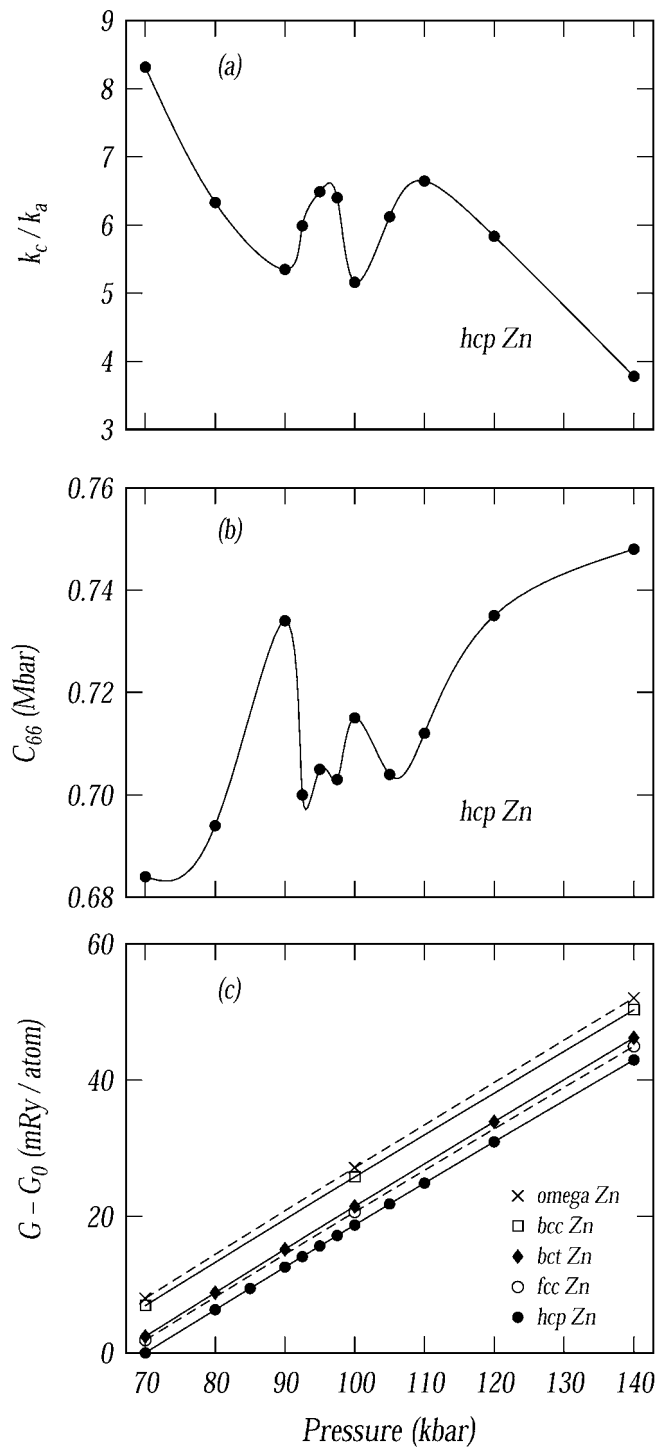 9
8
7
6
5
4
3
k_c / k_a
(a)
hcp Zn
0.76
0.74
0.72
0.70
0.68
C_66 (Mbar)
(b)
hcp Zn
60
40
20
0
G – G_0 (mRy / atom)
(c)
omega Zn
bcc Zn
bct Zn
fcc Zn
hcp Zn
70 80 90 100 110 120 130 140
Pressure (kbar)